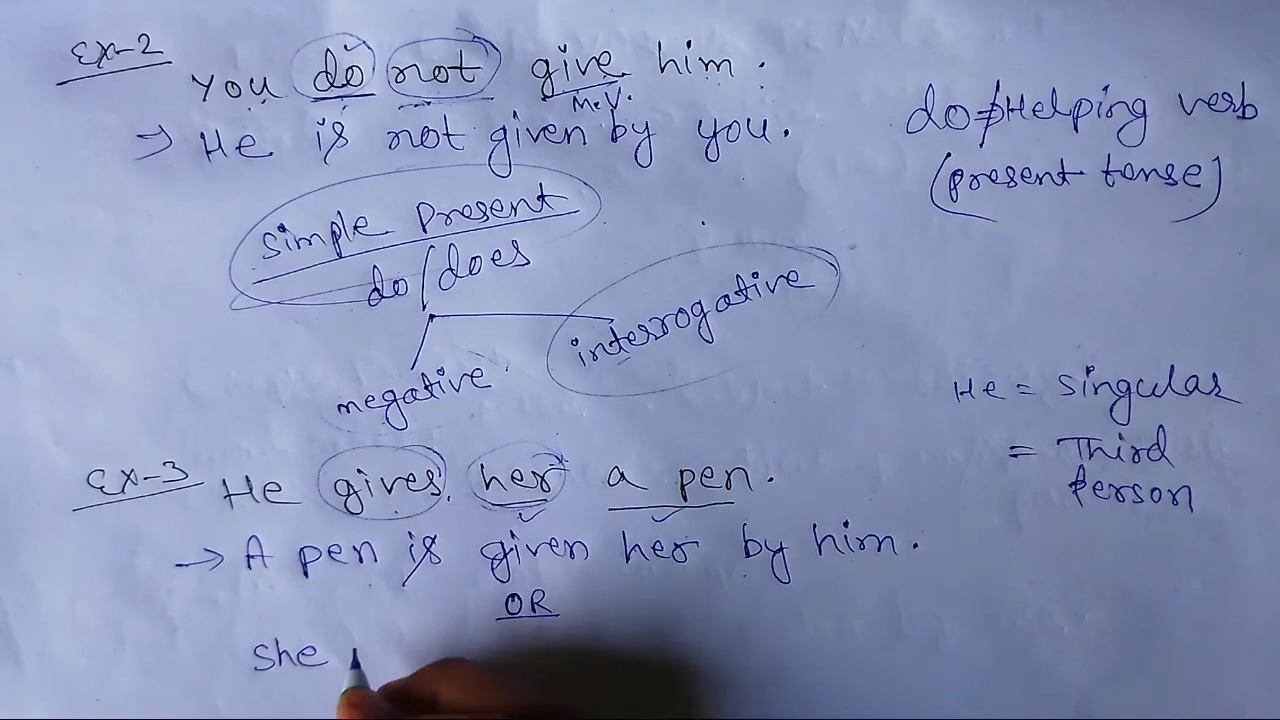 Ex-2
You do not give him.
M.V.
→ He is not given by you.
do ≠ Helping verb
(present tense)
simple present
do/does
negative
interrogative
He = singular
= Third
person
Ex-3 He gives her a pen.
→ A pen is given her by him.
OR
She